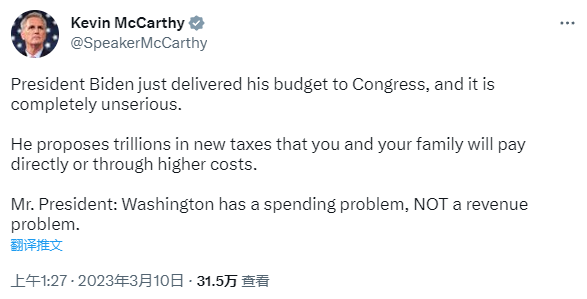 Kevin McCarthy
@SpeakerMcCarthy
President Biden just delivered his budget to Congress, and it is
completely unserious.
He proposes trillions in new taxes that you and your family will pay
directly or through higher costs.
Mr. President: Washington has a spending problem, NOT a revenue
problem.
翻译推文
上午1:27 · 2023年3月10日 · 31.5万 查看